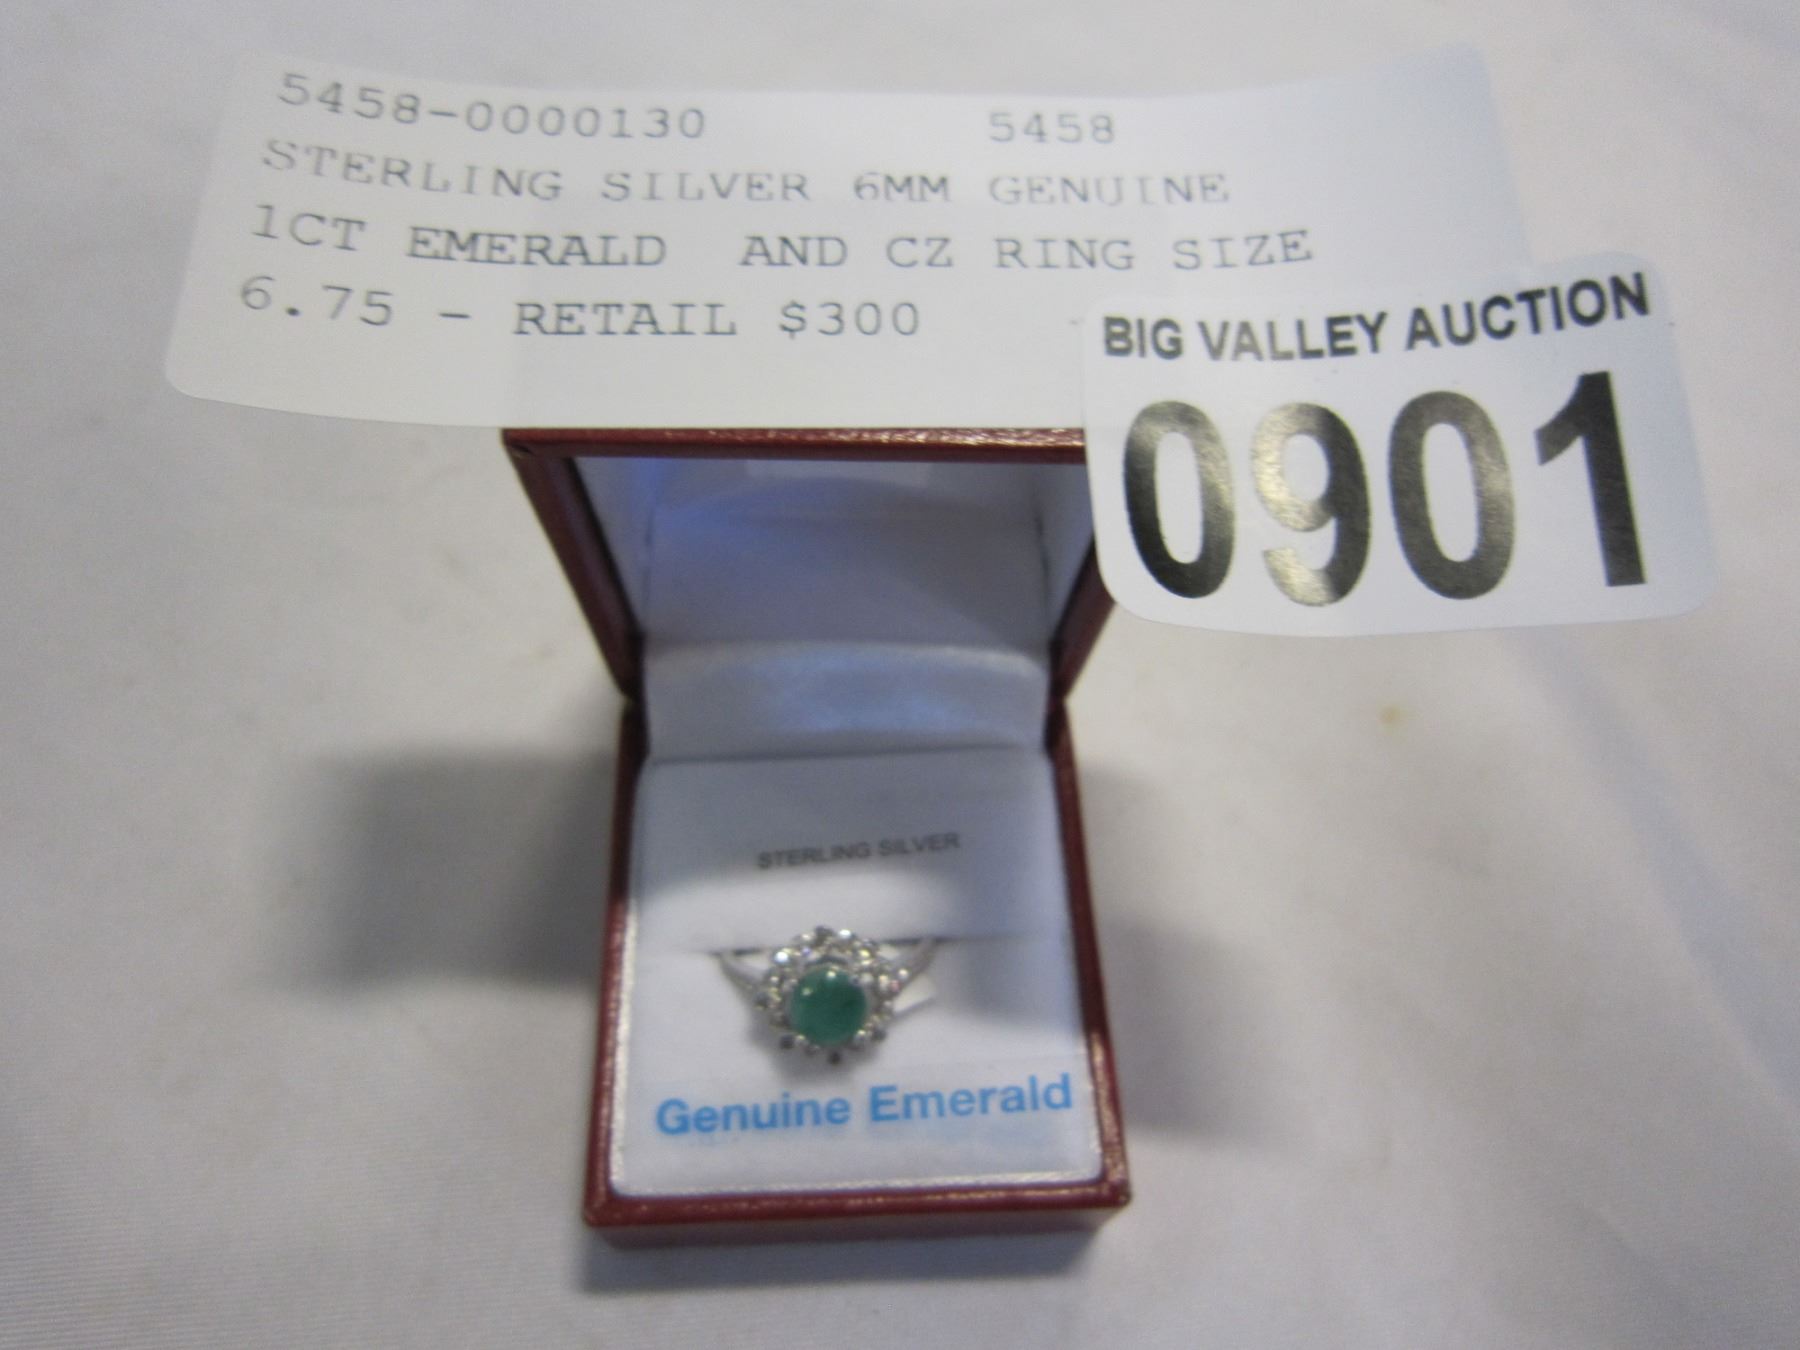 5458-0000130 5458
STERLING SILVER 6MM GENUINE
1CT EMERALD AND CZ RING SIZE
6.75 - RETAIL $300
BIG VALLEY AUCTION
0901
STERLING SILVER
Genuine Emerald